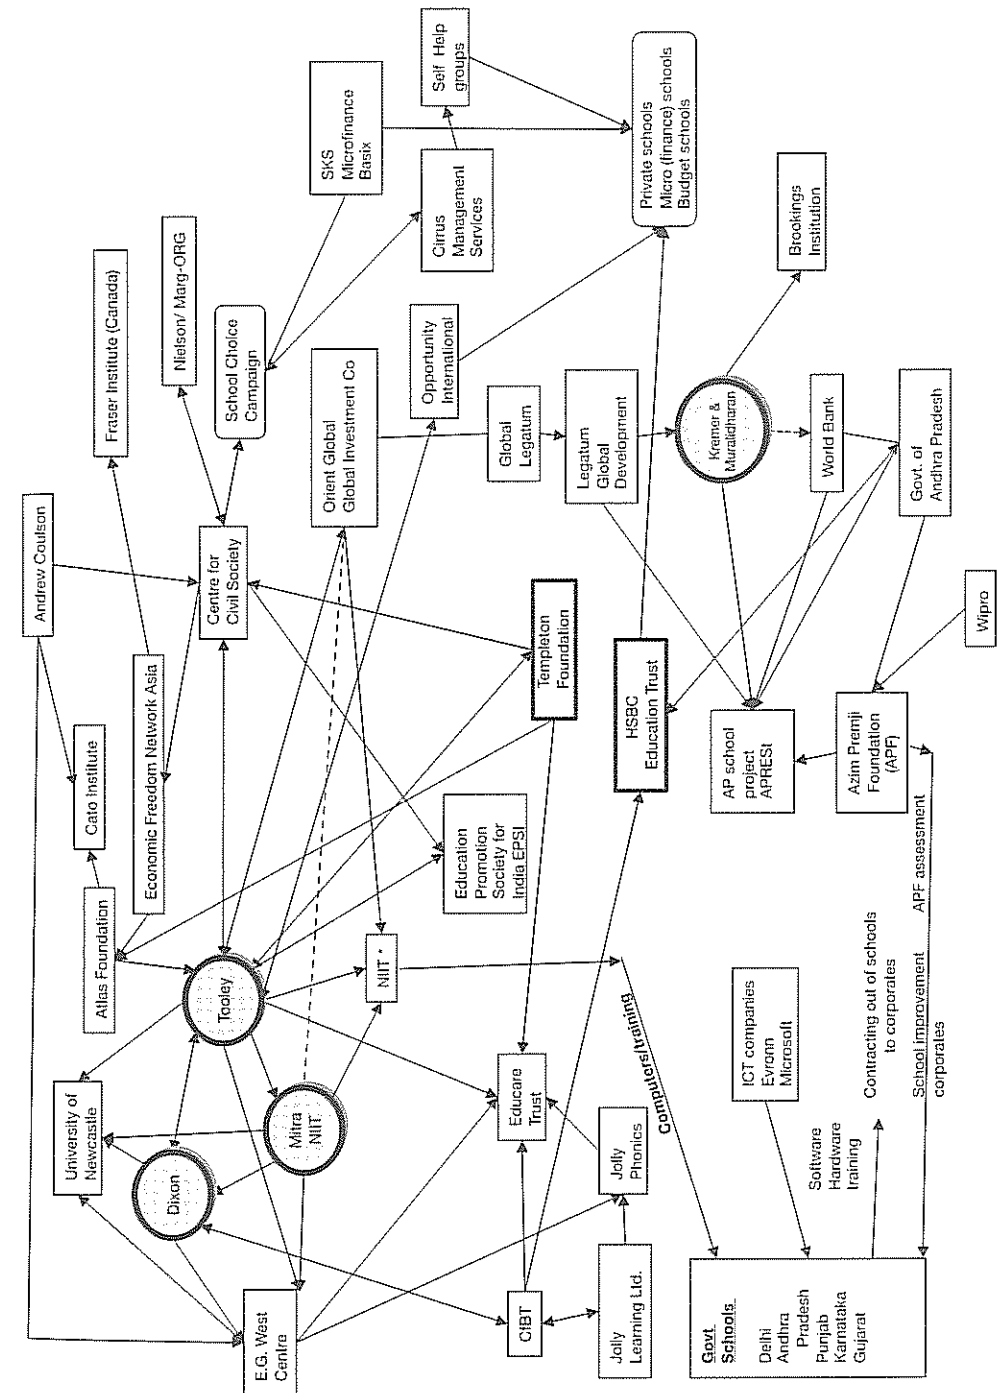 Andrew Coulson
Fraser Institute (Canada)
Nielson/ Marg-ORG
Self Help
groups
SKS
Microfinance
Basix
School Choice
Campaign
Cirrus
Management
Services
Cato Institute
Economic Freedom Network Asia
Atlas Foundation
Centre for
Civil Society
Orient Global
Global Investment Co
Opportunity
International
Private schools
Micro (finance) schools
Budget schools
Global
Legatum
Legatum
Global
Development
Kremer &
Muralidharan
Brookings
Institution
World Bank
Govt. of
Andhra Pradesh
University of
Newcastle
Tooley
Dixon
Mitra
NIIT
NIIT *
Education
Promotion
Society for
India EPSI
Templeton
Foundation
HSBC
Education Trust
AP school
project
APRESt
Azim Premji
Foundation
(APF)
Wipro
E.G. West
Centre
CfBT
Educare
Trust
Jolly
Phonics
Jolly
Learning Ltd.
Computers/training
ICT companies
Evronn
Microsoft
Software
Hardware
training
Contracting out of schools
to corporates
School improvement
corporates
APF assessment
Govt
Schools
Delhi
Andhra
Pradesh
Punjab
Karnataka
Gujarat